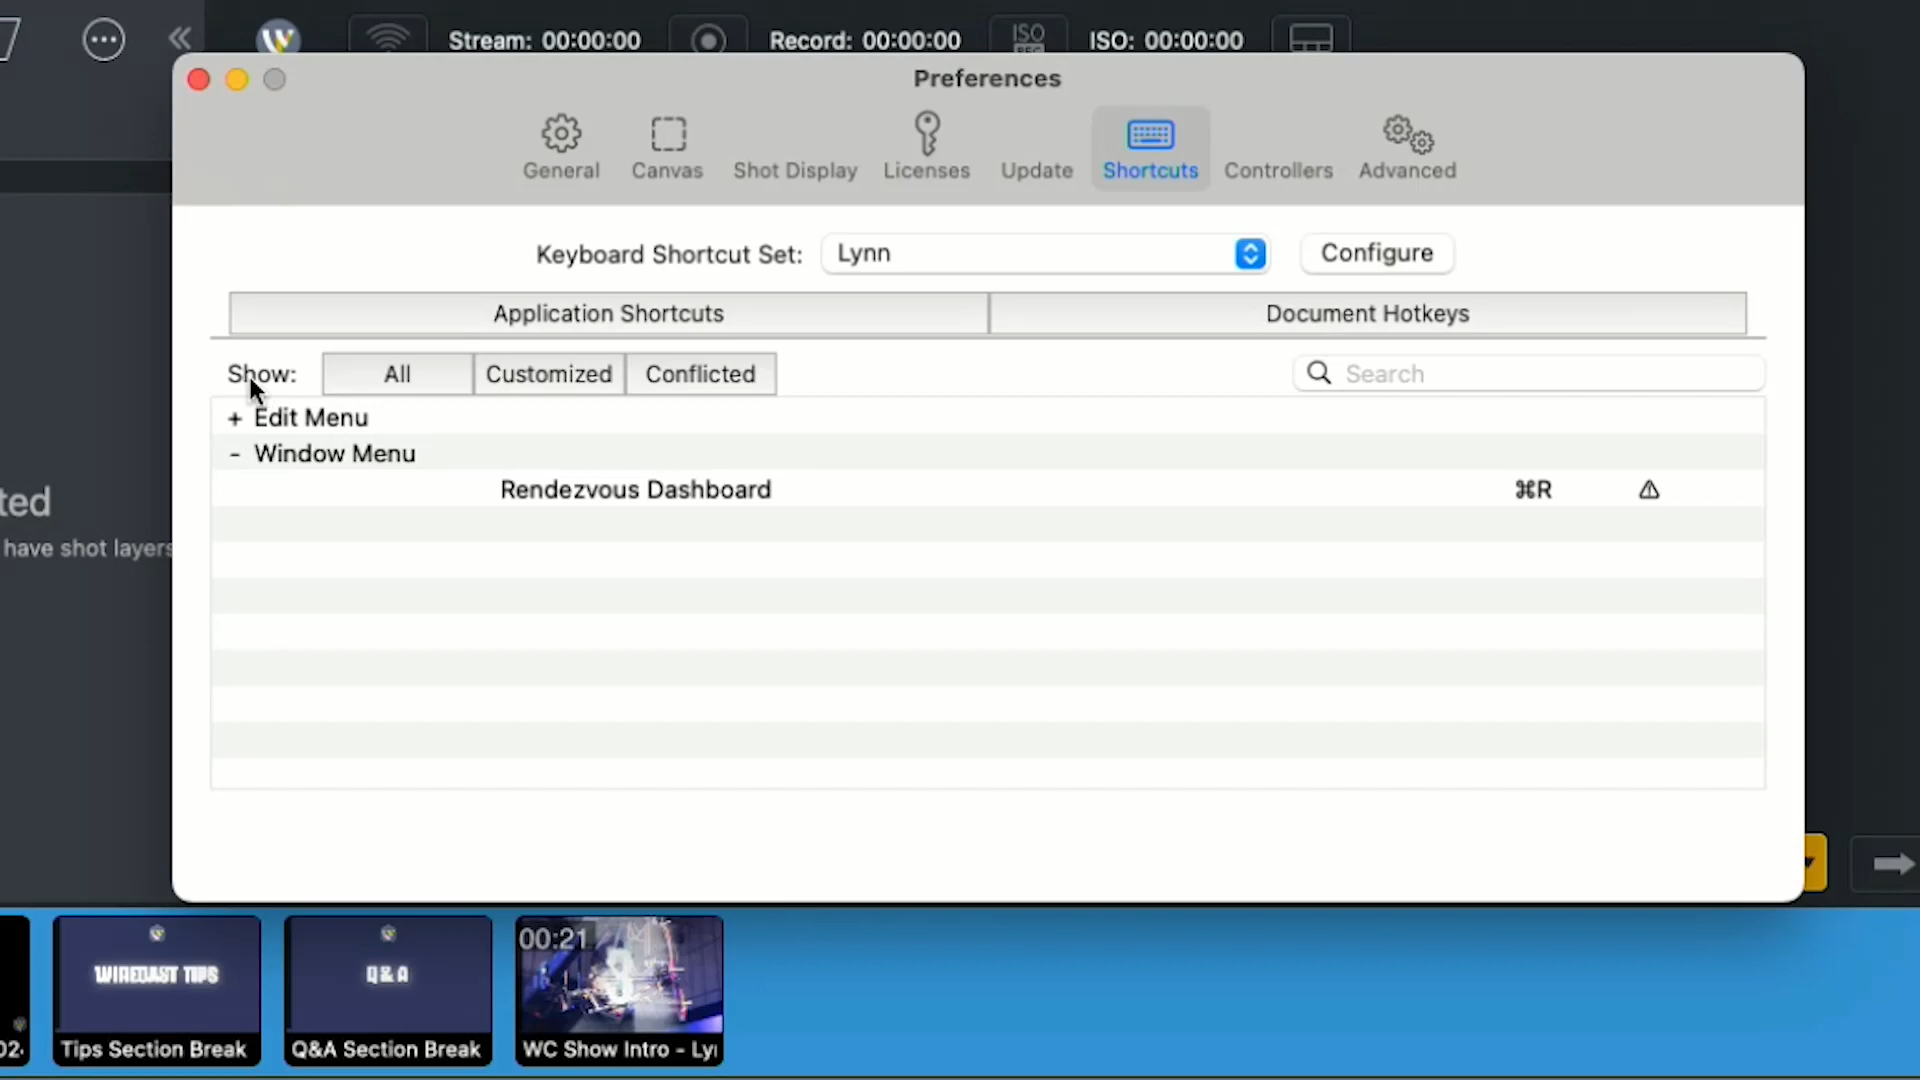 Stream: 00:00:00
Record: 00:00:00
ISO
ISO: 00:00:00
Preferences
General
Canvas
Shot Display
Licenses
Update
Shortcuts
Controllers
Advanced
Keyboard Shortcut Set:
Lynn
Configure
Application Shortcuts
Document Hotkeys
Show:
All
Customized
Conflicted
Search
+ Edit Menu
- Window Menu
Rendezvous Dashboard
⌘R
ted
have shot layers
WIRECAST TIPS
Q & A
00:21
Tips Section Break
Q&A Section Break
WC Show Intro - Ly